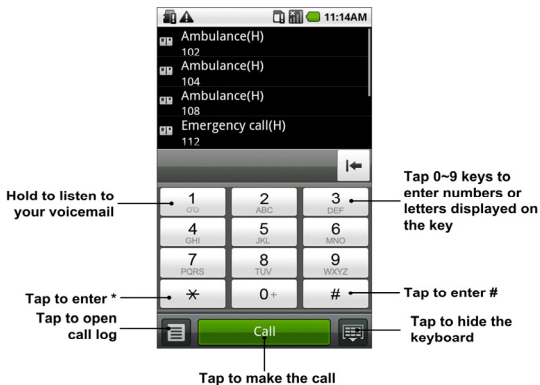 11:14AM
Ambulance(H)
102
Ambulance(H)
104
Ambulance(H)
108
Emergency call(H)
112
Hold to listen to
your voicemail
Tap 0~9 keys to
enter numbers or
letters displayed on
the key
1
2 ABC
3 DEF
4 GHI
5 JKL
6 MNO
7 PQRS
8 TUV
9 WXYZ
* 0+ #
Tap to enter *
Tap to enter #
Tap to open
call log
Call
Tap to hide the
keyboard
Tap to make the call